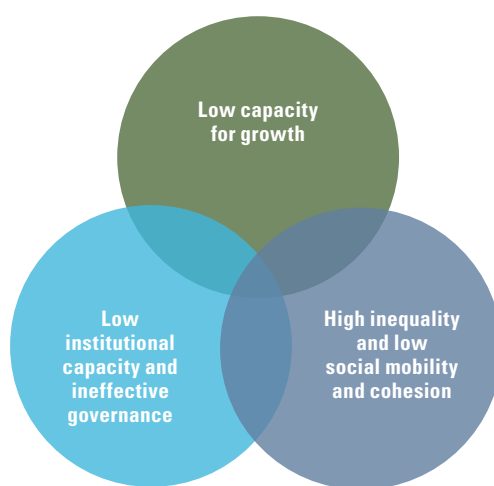 Low capacity
for growth
Low
institutional
capacity and
ineffective
governance
High inequality
and low
social mobility
and cohesion